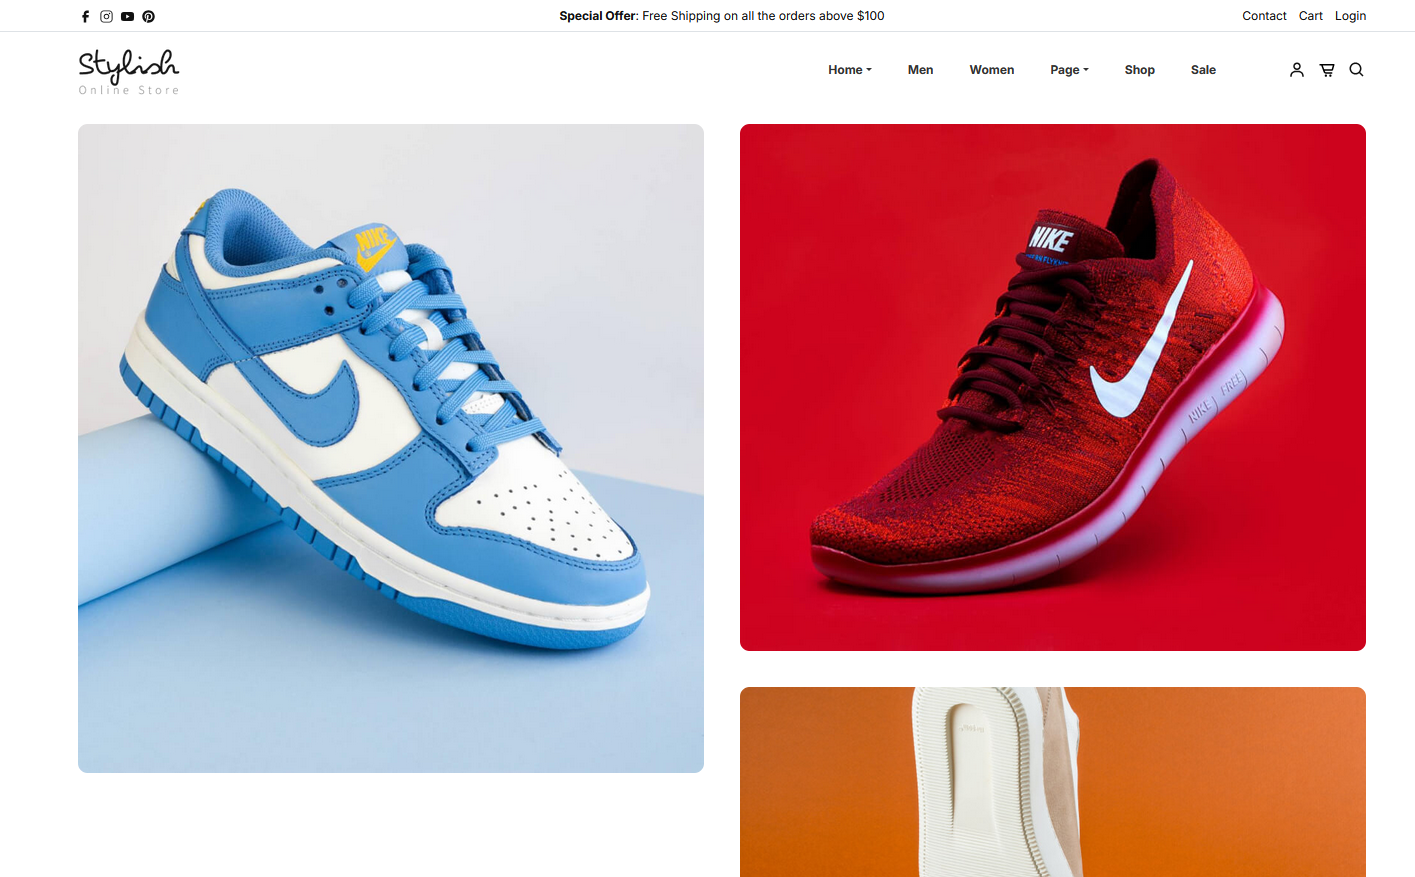 Special Offer: Free Shipping on all the orders above $100
Contact Cart Login
Stylish
Online Store
Home Men Women Page Shop Sale
NIKE
NIKE
NIKE FREE